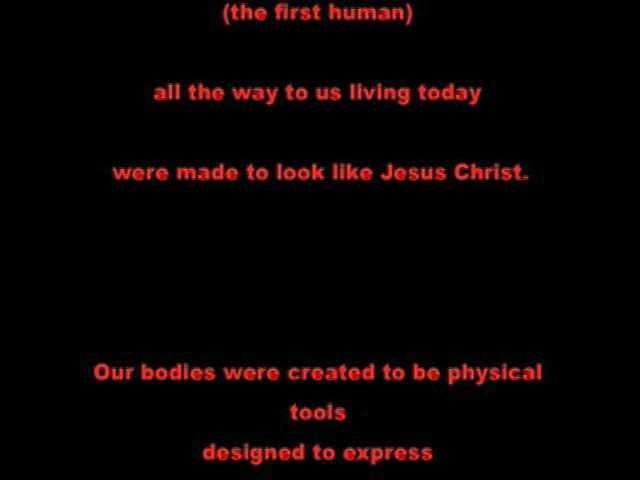 (the first human)
all the way to us living today
were made to look like Jesus Christ.
Our bodies were created to be physical
tools
designed to express